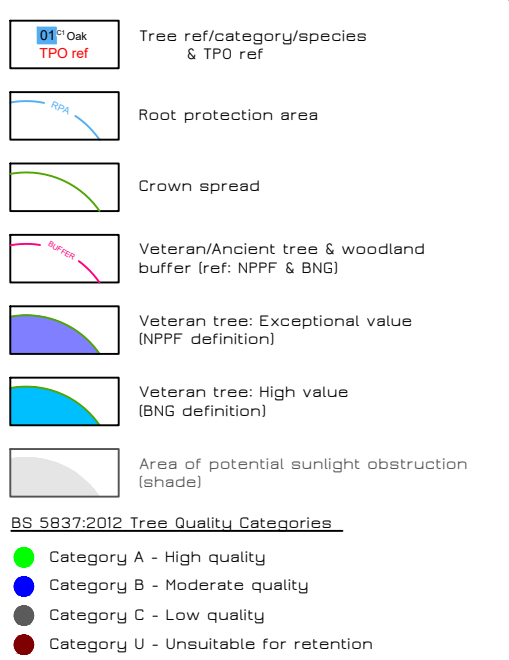 01 C1 Oak
TPO ref
Tree ref/category/species
& TPO ref
RPA
Root protection area
Crown spread
BUFFER
Veteran/Ancient tree & woodland
buffer (ref: NPPF & BNG)
Veteran tree: Exceptional value
(NPPF definition)
Veteran tree: High value
(BNG definition)
Area of potential sunlight obstruction
(shade)
BS 5837:2012 Tree Quality Categories
Category A - High quality
Category B - Moderate quality
Category C - Low quality
Category U - Unsuitable for retention